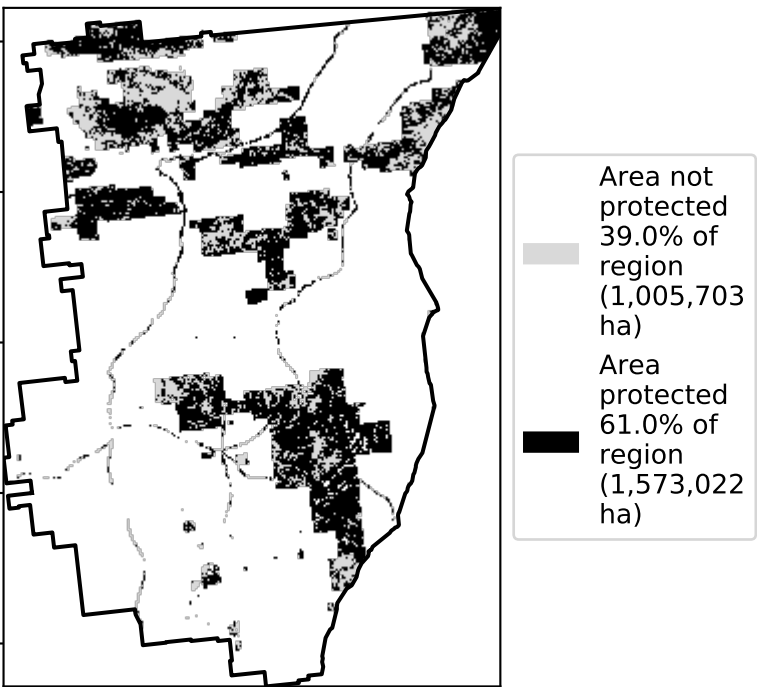 Area not
protected
39.0% of
region
(1,005,703
ha)
Area
protected
61.0% of
region
(1,573,022
ha)